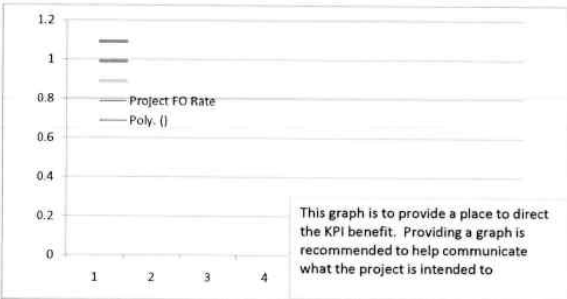 1.2
1
0.8
Project FO Rate
Poly. ()
0.6
0.4
0.2
0
1 2 3 4
This graph is to provide a place to direct
the KPI benefit. Providing a graph is
recommended to help communicate
what the project is intended to